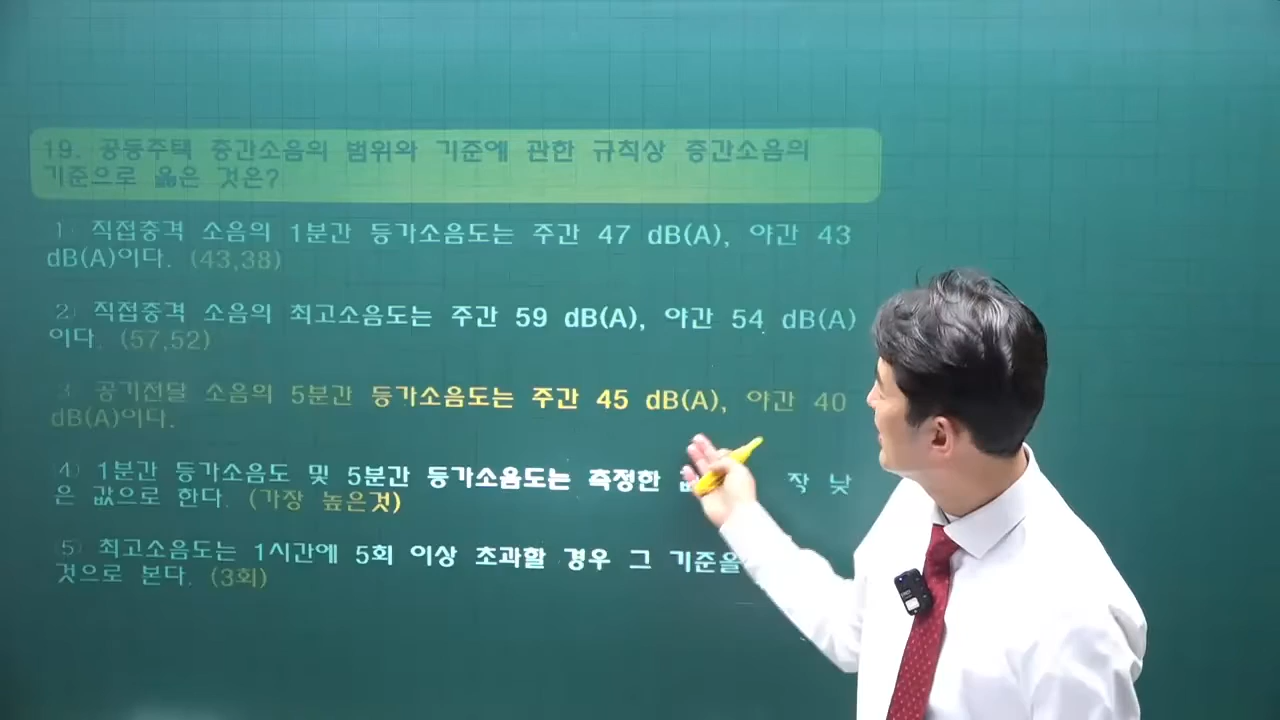 19. 공동주택 층간소음의 범위와 기준에 관한 규칙상 층간소음의
기준으로 옳은 것은?
1) 직접충격 소음의 1분간 등가소음도는 주간 47 dB(A), 야간 43
dB(A)이다. (43,38)
2) 직접충격 소음의 최고소음도는 주간 59 dB(A), 야간 54 dB(A)
이다. (57,52)
3) 공기전달 소음의 5분간 등가소음도는 주간 45 dB(A), 야간 40
dB(A)이다.
4) 1분간 등가소음도 및 5분간 등가소음도는 측정한 작 낮
은 값으로 한다. (가장 높은것)
5) 최고소음도는 1시간에 5회 이상 초과할 경우 그 기준을
것으로 본다. (3회)